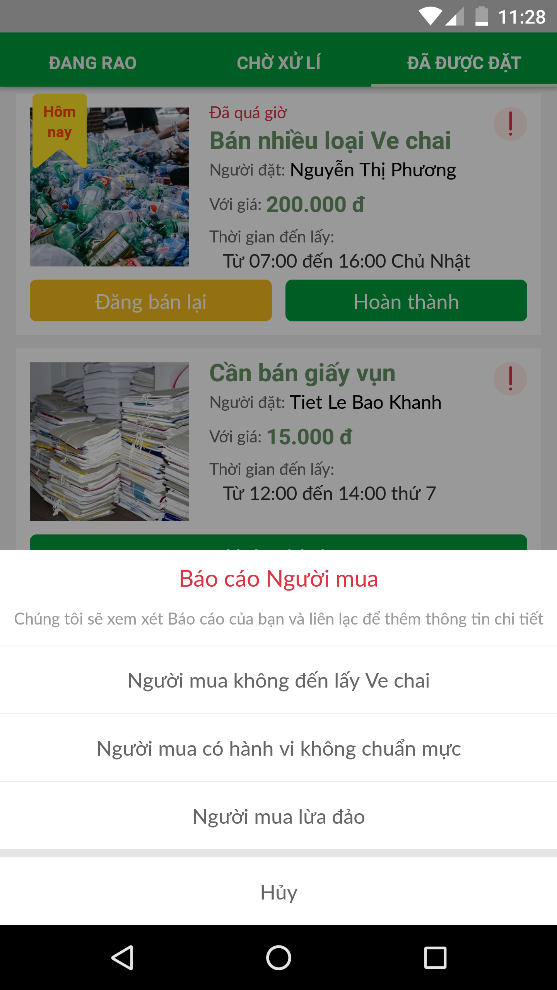 11:28
ĐANG RAO
CHỜ XỬ LÍ
ĐÃ ĐƯỢC ĐẶT
Hôm
nay
Đã quá giờ
Bán nhiều loại Ve chai
Người đặt: Nguyễn Thị Phương
Với giá: 200.000 đ
Thời gian đến lấy:
Từ 07:00 đến 16:00 Chủ Nhật
Đăng bán lại
Hoàn thành
Cần bán giấy vụn
Người đặt: Tiet Le Bao Khanh
Với giá: 15.000 đ
Thời gian đến lấy:
Từ 12:00 đến 14:00 thứ 7
Báo cáo Người mua
Chúng tôi sẽ xem xét Báo cáo của bạn và liên lạc để thêm thông tin chi tiết
Người mua không đến lấy Ve chai
Người mua có hành vi không chuẩn mực
Người mua lừa đảo
Hủy